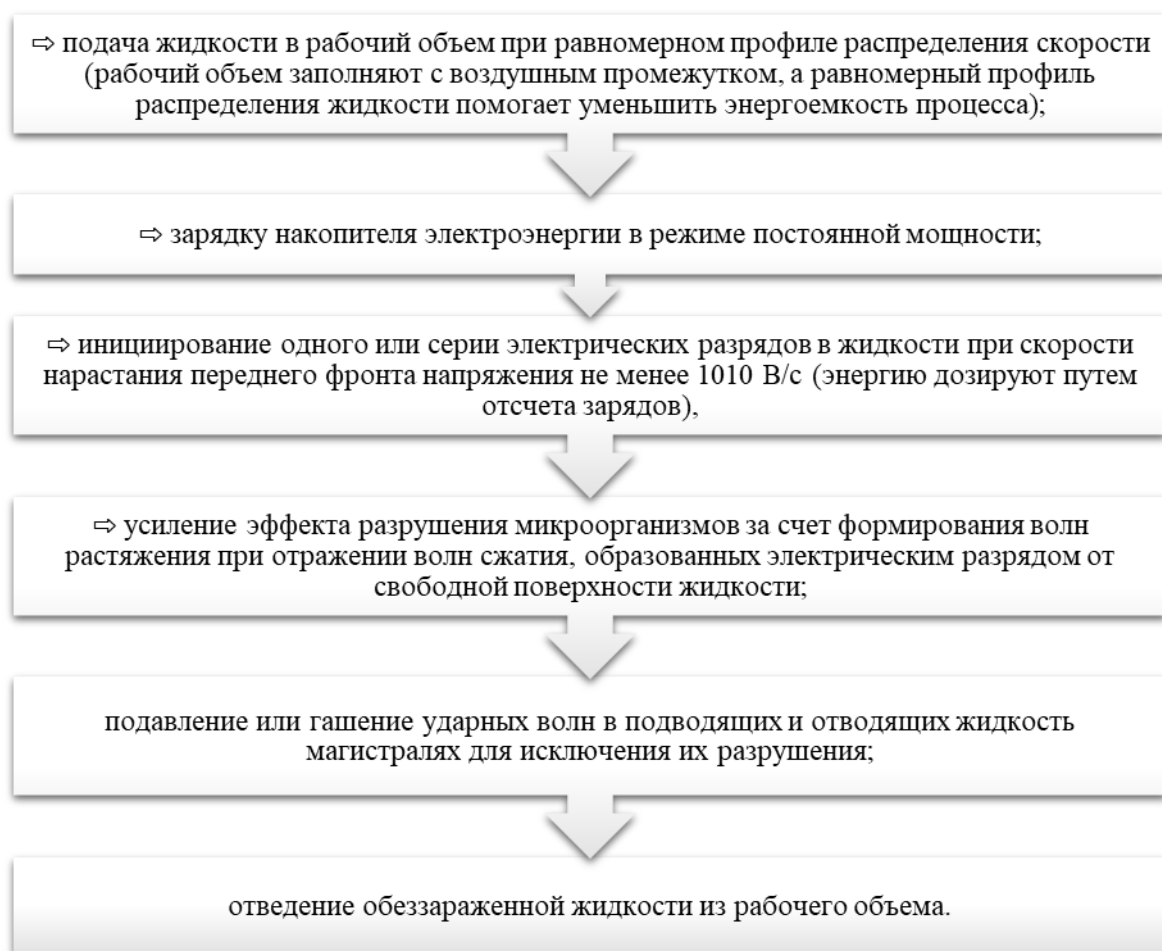 ⇨ подача жидкости в рабочий объем при равномерном профиле распределения скорости
(рабочий объем заполняют с воздушным промежутком, а равномерный профиль
распределения жидкости помогает уменьшить энергоемкость процесса);
⇨ зарядку накопителя электроэнергии в режиме постоянной мощности;
⇨ инициирование одного или серии электрических разрядов в жидкости при скорости
нарастания переднего фронта напряжения не менее 1010 В/с (энергию дозируют путем
отсчета зарядов),
⇨ усиление эффекта разрушения микроорганизмов за счет формирования волн
растяжения при отражении волн сжатия, образованных электрическим разрядом от
свободной поверхности жидкости;
подавление или гашение ударных волн в подводящих и отводящих жидкость
магистралях для исключения их разрушения;
отведение обеззараженной жидкости из рабочего объема.